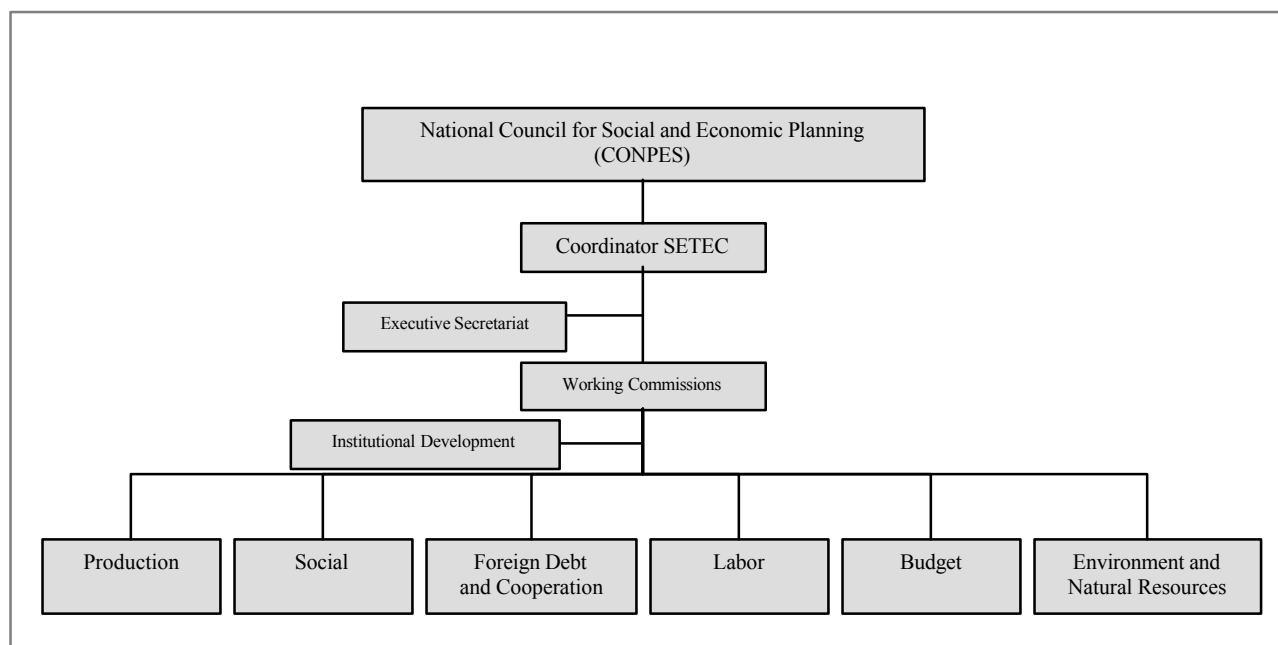 National Council for Social and Economic Planning
(CONPES)
Coordinator SETEC
Executive Secretariat
Working Commissions
Institutional Development
Production
Social
Foreign Debt
and Cooperation
Labor
Budget
Environment and
Natural Resources